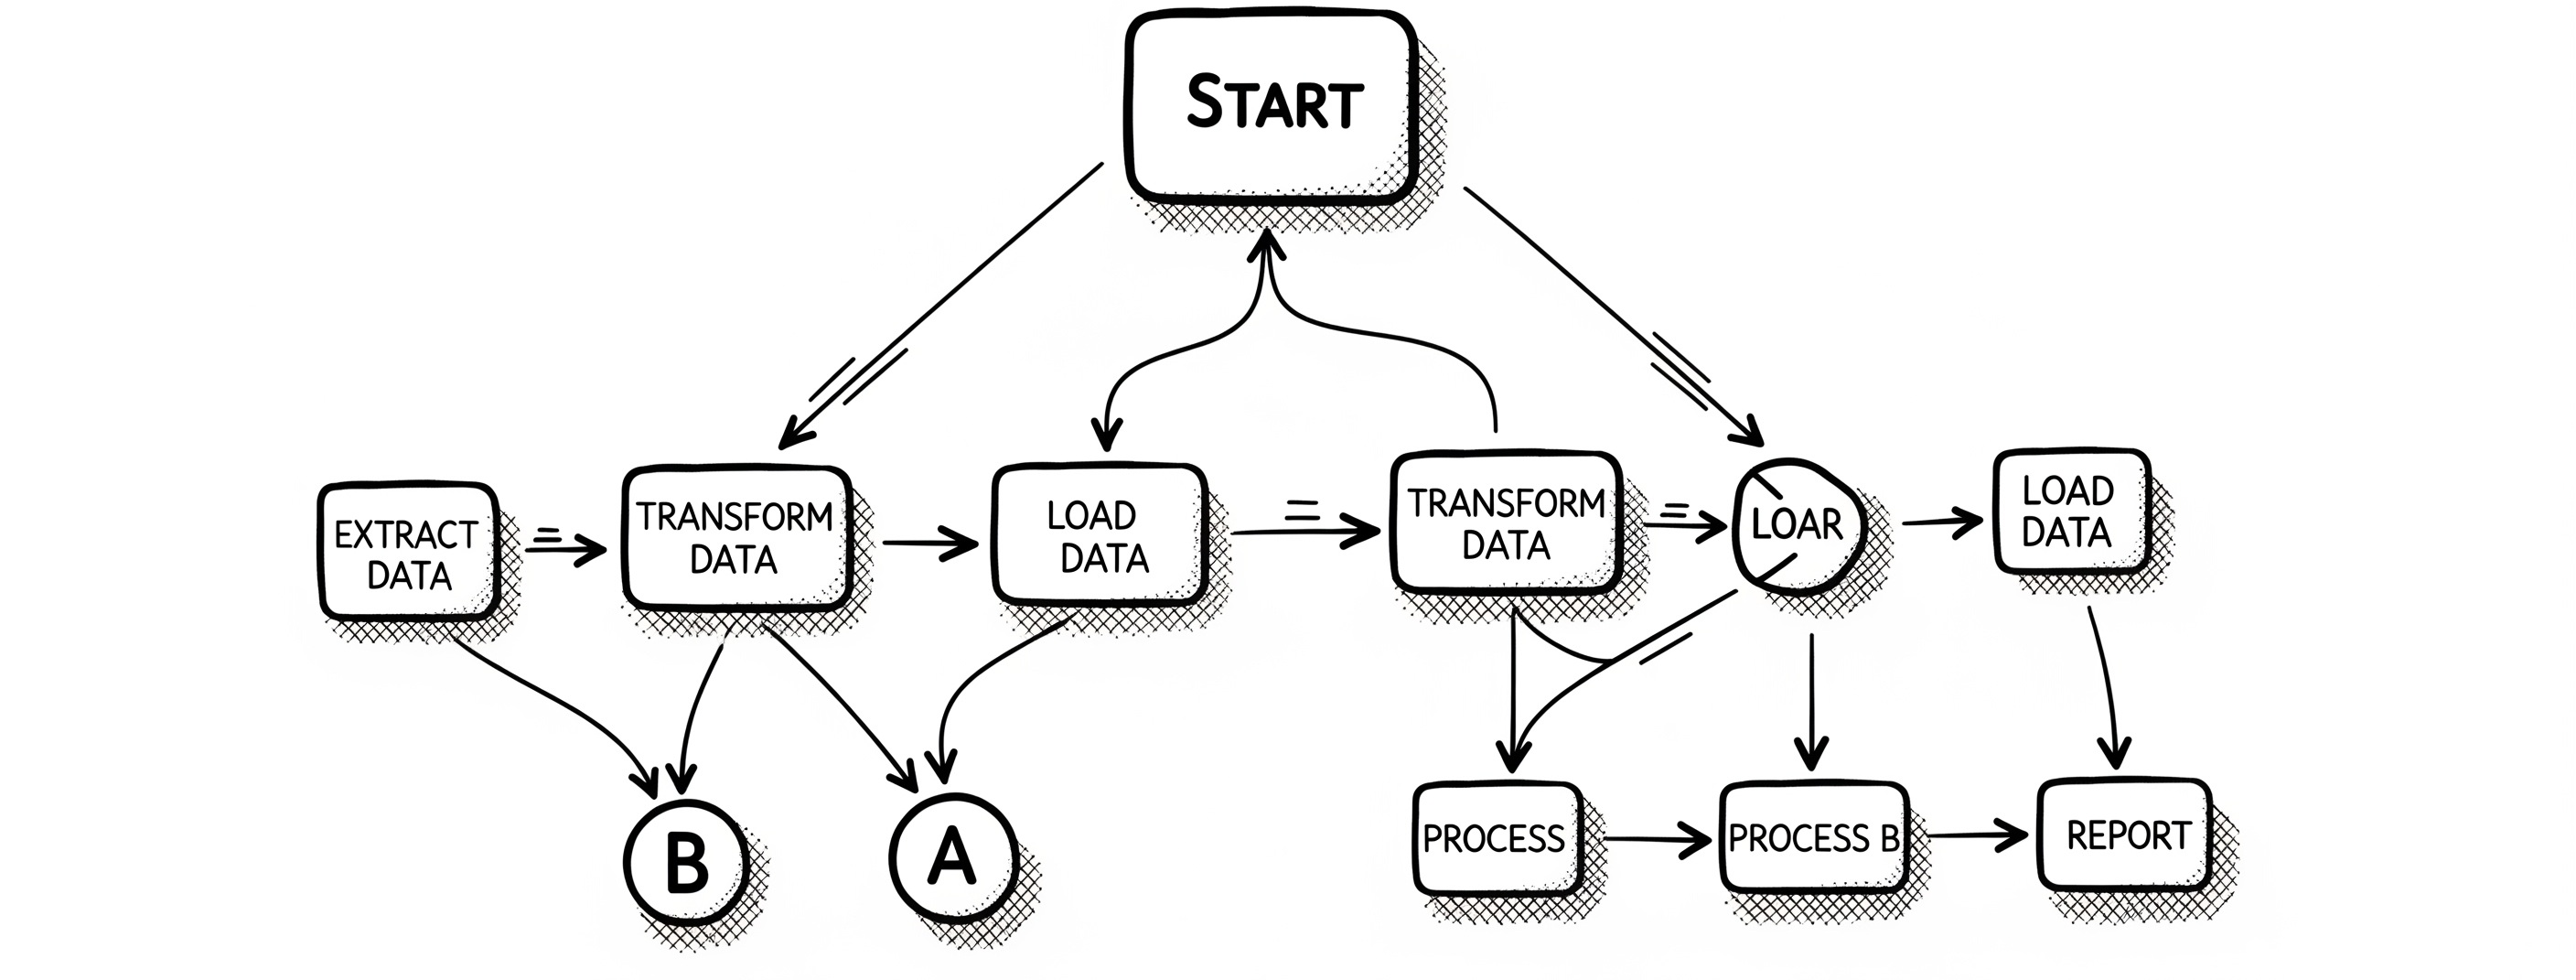 START
EXTRACT
DATA
TRANSFORM
DATA
LOAD
DATA
TRANSFORM
DATA
LOAR
LOAD
DATA
B
A
PROCESS
PROCESS B
REPORT